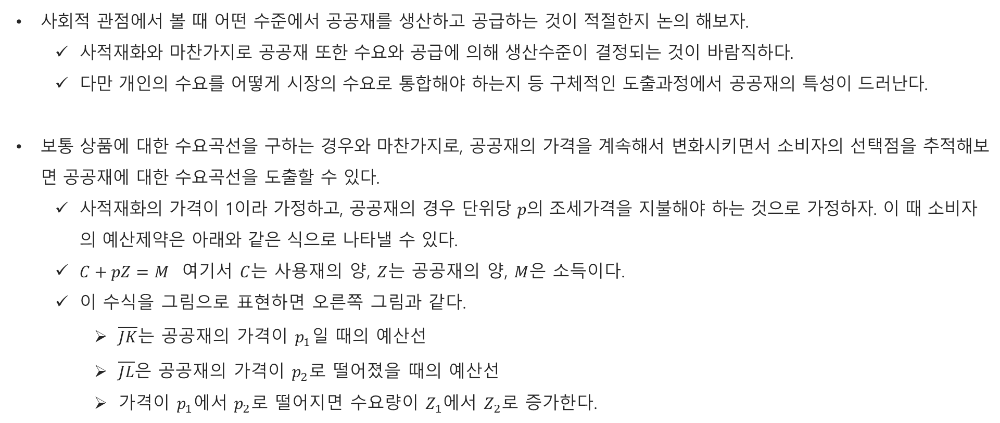 • 사회적 관점에서 볼 때 어떤 수준에서 공공재를 생산하고 공급하는 것이 적절한지 논의 해보자.
✓ 사적재화와 마찬가지로 공공재 또한 수요와 공급에 의해 생산수준이 결정되는 것이 바람직하다.
✓ 다만 개인의 수요를 어떻게 시장의 수요로 통합해야 하는지 등 구체적인 도출과정에서 공공재의 특성이 드러난다.
• 보통 상품에 대한 수요곡선을 구하는 경우와 마찬가지로, 공공재의 가격을 계속해서 변화시키면서 소비자의 선택점을 추적해보
면 공공재에 대한 수요곡선을 도출할 수 있다.
✓ 사적재화의 가격이 1이라 가정하고, 공공재의 경우 단위당 p의 조세가격을 지불해야 하는 것으로 가정하자. 이 때 소비자
의 예산제약은 아래와 같은 식으로 나타낼 수 있다.
✓ C + pZ = M 여기서 C는 사용재의 양, Z는 공공재의 양, M은 소득이다.
✓ 이 수식을 그림으로 표현하면 오른쪽 그림과 같다.
➢ J̅K̅는 공공재의 가격이 p₁일 때의 예산선
➢ J̅L̅은 공공재의 가격이 p₂로 떨어졌을 때의 예산선
➢ 가격이 p₁에서 p₂로 떨어지면 수요량이 Z₁에서 Z₂로 증가한다.